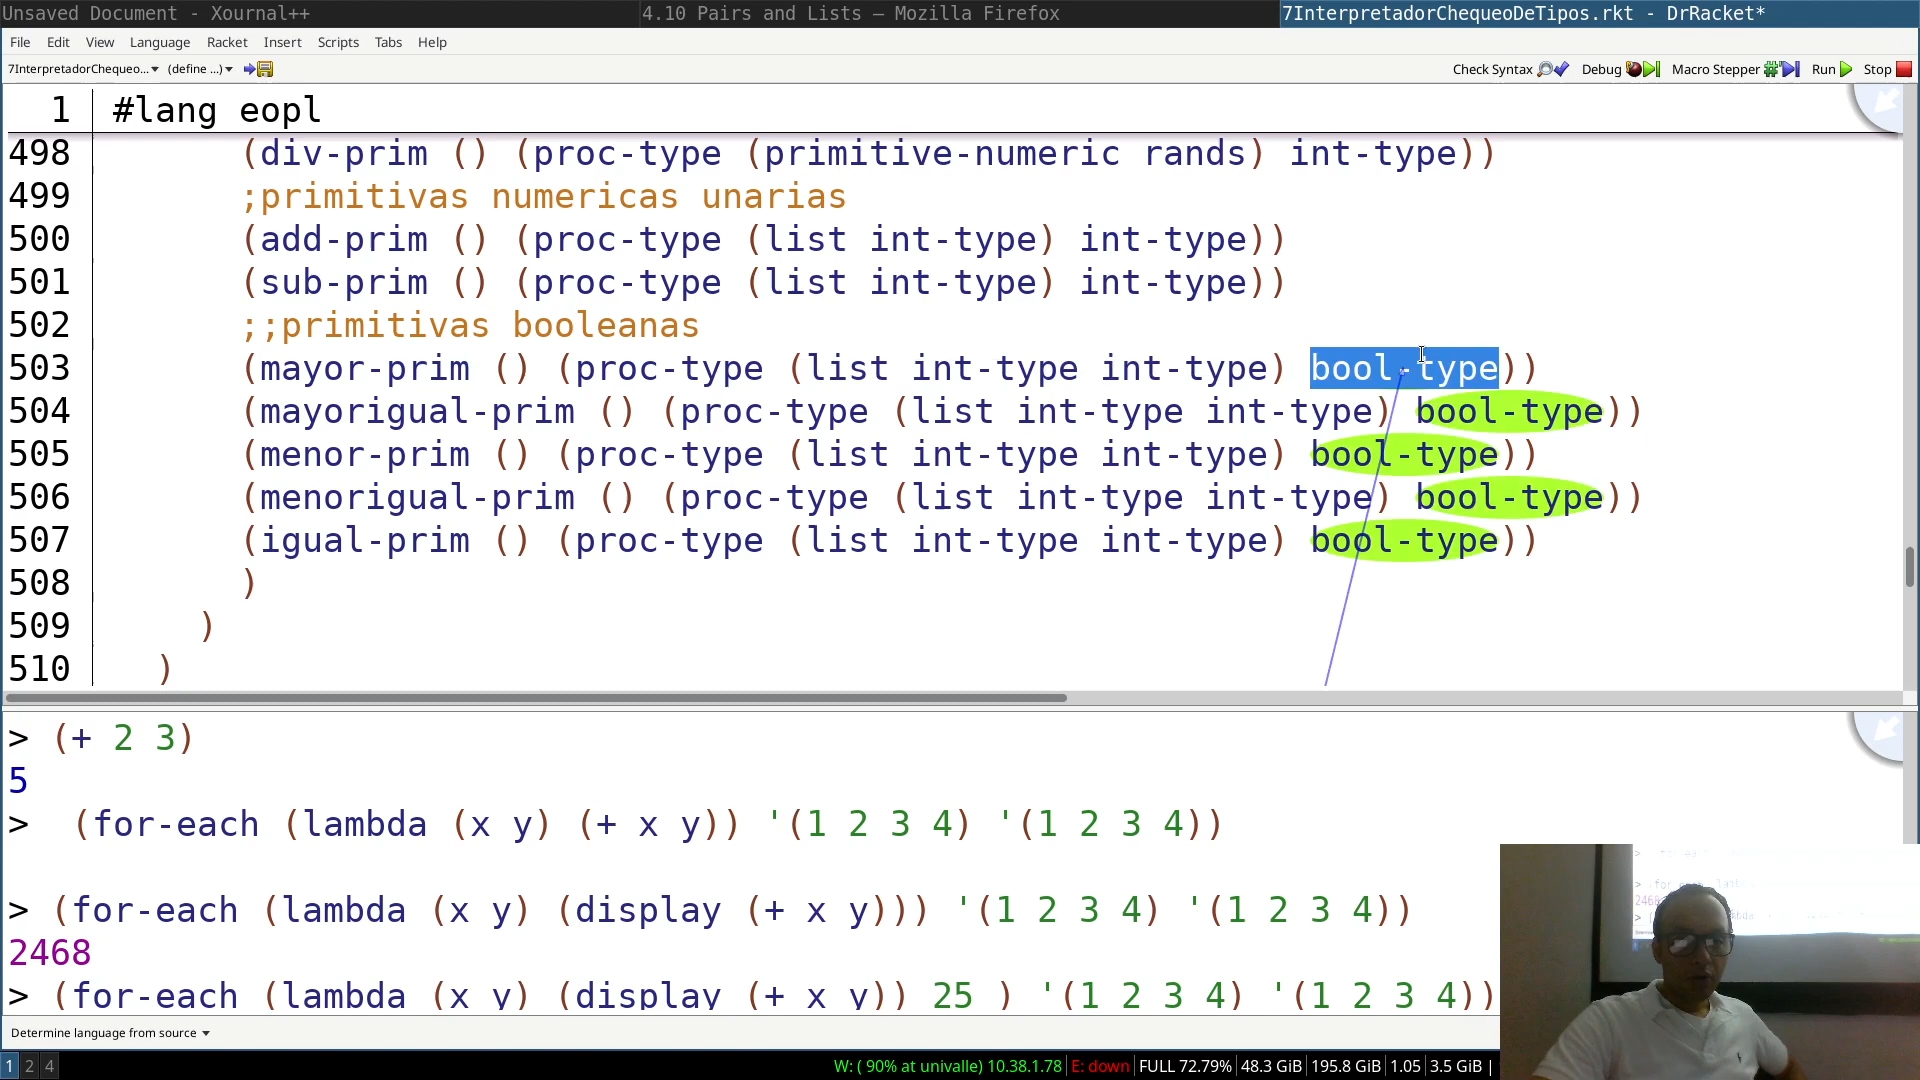 Unsaved Document - Xournal++
4.10 Pairs and Lists — Mozilla Firefox
7InterpretadorChequeoDeTipos.rkt - DrRacket*
File Edit View Language Racket Insert Scripts Tabs Help
7InterpretadorChequeo... (define ...) Check Syntax Debug Macro Stepper Run Stop
1 #lang eopl
498 (div-prim () (proc-type (primitive-numeric rands) int-type))
499 ;primitivas numericas unarias
500 (add-prim () (proc-type (list int-type) int-type))
501 (sub-prim () (proc-type (list int-type) int-type))
502 ;;primitivas booleanas
503 (mayor-prim () (proc-type (list int-type int-type) bool-type))
504 (mayorigual-prim () (proc-type (list int-type int-type) bool-type))
505 (menor-prim () (proc-type (list int-type int-type) bool-type))
506 (menorigual-prim () (proc-type (list int-type int-type) bool-type))
507 (igual-prim () (proc-type (list int-type int-type) bool-type))
508 )
509 )
510 )
> (+ 2 3)
5
> (for-each (lambda (x y) (+ x y)) '(1 2 3 4) '(1 2 3 4))
> (for-each (lambda (x y) (display (+ x y))) '(1 2 3 4) '(1 2 3 4))
2468
> (for-each (lambda (x y) (display (+ x y)) 25 ) '(1 2 3 4) '(1 2 3 4))
Determine language from source
1 2 4 W: ( 90% at univalle) 10.38.1.78 E: down FULL 72.79% 48.3 GiB 195.8 GiB 1.05 3.5 GiB